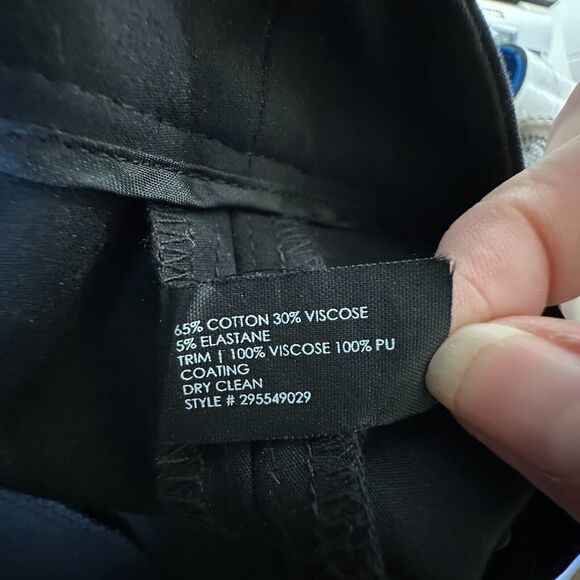 65% COTTON 30% VISCOSE
5% ELASTANE
TRIM | 100% VISCOSE 100% PU
COATING
DRY CLEAN
STYLE # 295549029